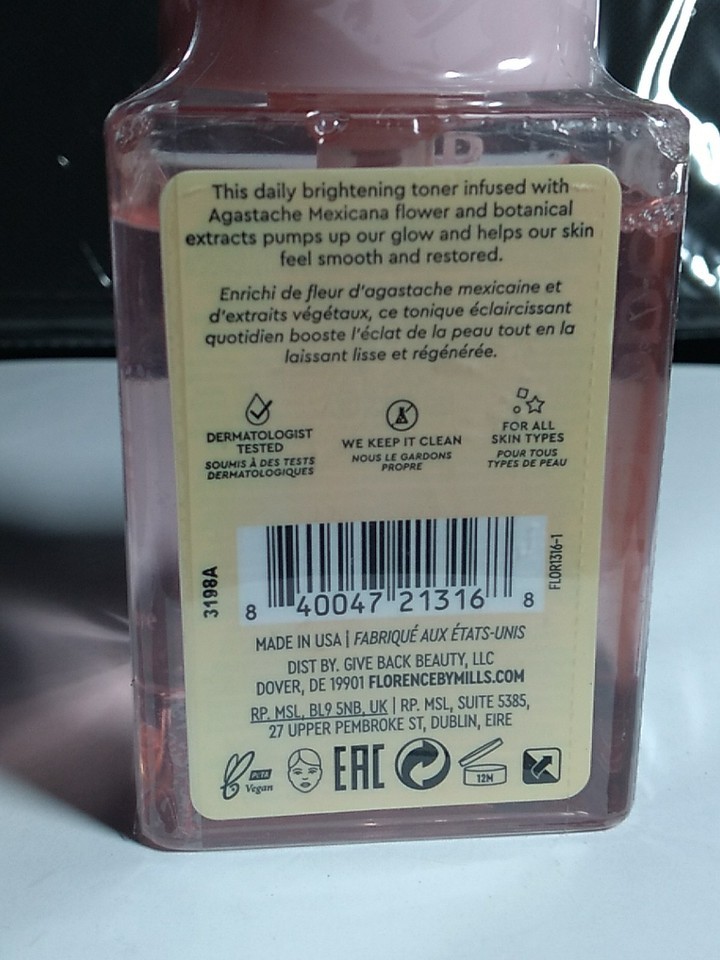 This daily brightening toner infused with
Agastache Mexicana flower and botanical
extracts pumps up our glow and helps our skin
feel smooth and restored.
Enrichi de fleur d'agastache mexicaine et
d'extraits végétaux, ce tonique éclaircissant
quotidien booste l'éclat de la peau tout en la
laissant lisse et régénérée.
DERMATOLOGIST
TESTED
SOUMIS À DES TESTS
DERMATOLOGIQUES
WE KEEP IT CLEAN
NOUS LE GARDONS
PROPRE
FOR ALL
SKIN TYPES
POUR TOUS
TYPES DE PEAU
3198A
8 40047 21316 8
FLOR1316-1
MADE IN USA | FABRIQUÉ AUX ÉTATS-UNIS
DIST BY. GIVE BACK BEAUTY, LLC
DOVER, DE 19901 FLORENCEBYMILLS.COM
RP. MSL, BL9 5NB, UK | RP. MSL, SUITE 5385,
27 UPPER PEMBROKE ST, DUBLIN, EIRE
PETA
Vegan
EAC
12M